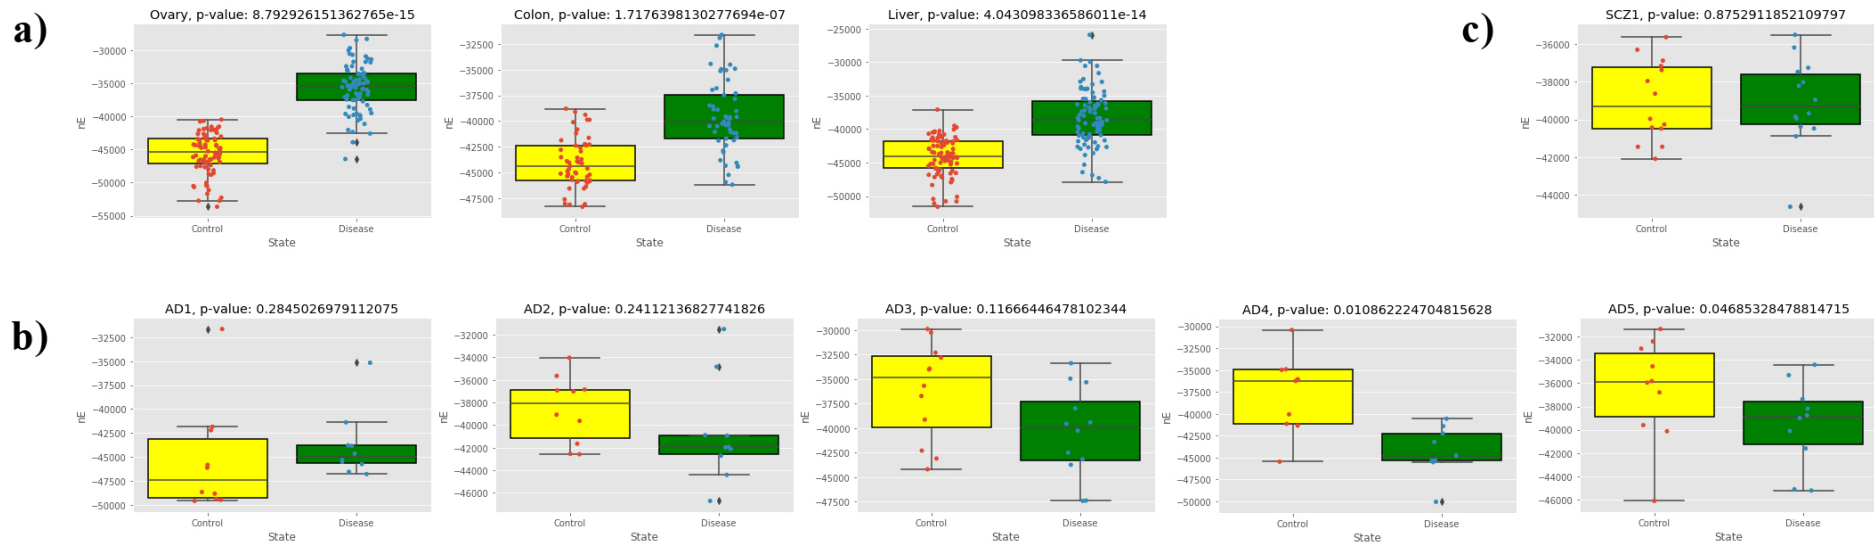 a)
Ovary, p-value: 8.792926151362765e-15
−30000
−35000
−40000
−45000
−50000
−55000
nE
Control
Disease
State
Colon, p-value: 1.7176398130277694e-07
−32500
−35000
−37500
−40000
−42500
−45000
−47500
nE
Control
Disease
State
Liver, p-value: 4.043098336586011e-14
−25000
−30000
−35000
−40000
−45000
−50000
nE
Control
Disease
State
c)
SCZ1, p-value: 0.8752911852109797
−36000
−38000
−40000
−42000
−44000
nE
Control
Disease
State
b)
AD1, p-value: 0.2845026979112075
−32500
−35000
−37500
−40000
−42500
−45000
−47500
−50000
nE
Control
Disease
State
AD2, p-value: 0.24112136827741826
−32000
−34000
−36000
−38000
−40000
−42000
−44000
−46000
nE
Control
Disease
State
AD3, p-value: 0.11666446478102344
−30000
−32500
−35000
−37500
−40000
−42500
−45000
−47500
nE
Control
Disease
State
AD4, p-value: 0.010862224704815628
−30000
−32500
−35000
−37500
−40000
−42500
−45000
−47500
−50000
nE
Control
Disease
State
AD5, p-value: 0.04685328478814715
−32000
−34000
−36000
−38000
−40000
−42000
−44000
−46000
nE
Control
Disease
State